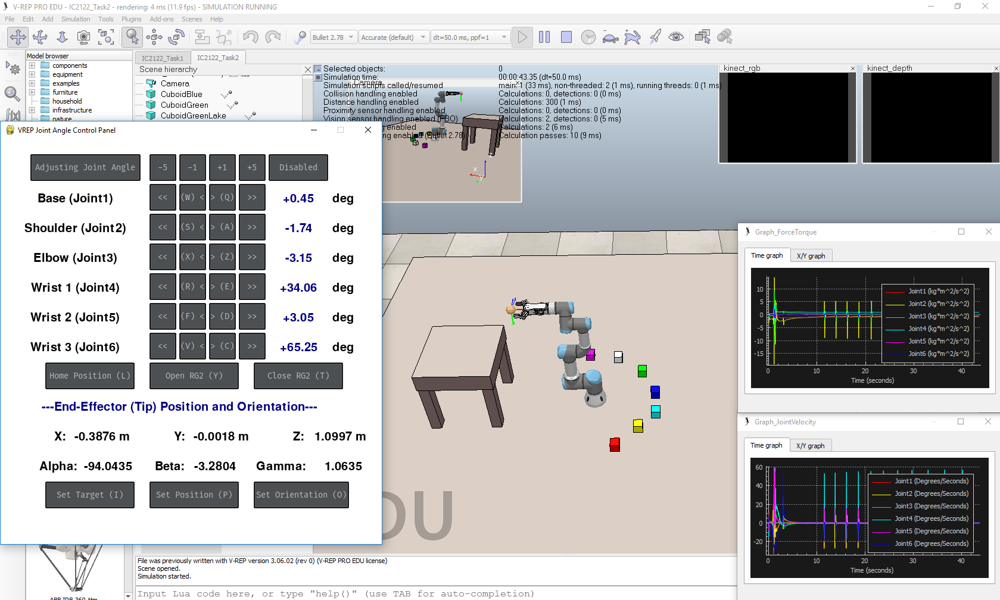 V-REP PRO EDU - IC2122_Task2 - rendering: 4 ms (11.9 fps) - SIMULATION RUNNING
File Edit Add Simulation Tools Plugins Add-ons Scenes Help
Bullet 2.78 Accurate (default) dt=50.0 ms, ppf=1
Model browser
components
equipment
examples
furniture
household
infrastructure
nature
IC2122_Task1 IC2122_Task2
Scene hierarchy
Camera
CuboidBlue
CuboidGreen
CuboidGreenLake
Selected objects: 0
Simulation time: 00:00:43.35 (dt=50.0 ms)
Camera
Simulation scripts called/resumed main: 1 (33 ms), non-threaded: 2 (1 ms), running threads: 0 (1 ms)
Collision handling enabled Calculations: 0, detections: 0 (0 ms)
Distance handling enabled Calculations: 300 (1 ms)
Proximity sensor handling enabled Calculations: 0, detections: 0 (0 ms)
Vision sensor handling enabled (FBO) Calculations: 2, detections: 0 (5 ms)
g enabled Calculations: 2 (6 ms)
ing enabled (Bullet 2.78) Calculation passes: 10 (9 ms)
z
x
y
kinect_rgb
kinect_depth
VREP Joint Angle Control Panel
Adjusting Joint Angle -5 -1 +1 +5 Disabled
Base (Joint1) << (W) < > (Q) >> +0.45 deg
Shoulder (Joint2) << (S) < > (A) >> -1.74 deg
Elbow (Joint3) << (X) < > (Z) >> -3.15 deg
Wrist 1 (Joint4) << (R) < > (E) >> +34.06 deg
Wrist 2 (Joint5) << (F) < > (D) >> +3.05 deg
Wrist 3 (Joint6) << (V) < > (C) >> +65.25 deg
Home Position (L) Open RG2 (Y) Close RG2 (T)
---End-Effector (Tip) Position and Orientation---
X: -0.3876 m Y: -0.0018 m Z: 1.0997 m
Alpha: -94.0435 Beta: -3.2804 Gamma: 1.0635
Set Target (I) Set Position (P) Set Orientation (O)
DU
Graph_ForceTorque
Time graph X/Y graph
10
5
0
-5
-10
-15
0 10 20 30 40
Time (seconds)
Joint1 (kg*m^2/s^2)
Joint2 (kg*m^2/s^2)
Joint3 (kg*m^2/s^2)
Joint4 (kg*m^2/s^2)
Joint5 (kg*m^2/s^2)
Joint6 (kg*m^2/s^2)
Graph_JointVelocity
Time graph X/Y graph
60
40
20
0
-20
0 10 20 30 40
Time (seconds)
Joint1 (Degrees/Seconds)
Joint2 (Degrees/Seconds)
Joint3 (Degrees/Seconds)
Joint4 (Degrees/Seconds)
Joint5 (Degrees/Seconds)
Joint6 (Degrees/Seconds)
File was previously written with V-REP version 3.06.02 (rev 0) (V-REP PRO EDU license)
Scene opened.
Simulation started.
Input Lua code here, or type "help()" (use TAB for auto-completion)